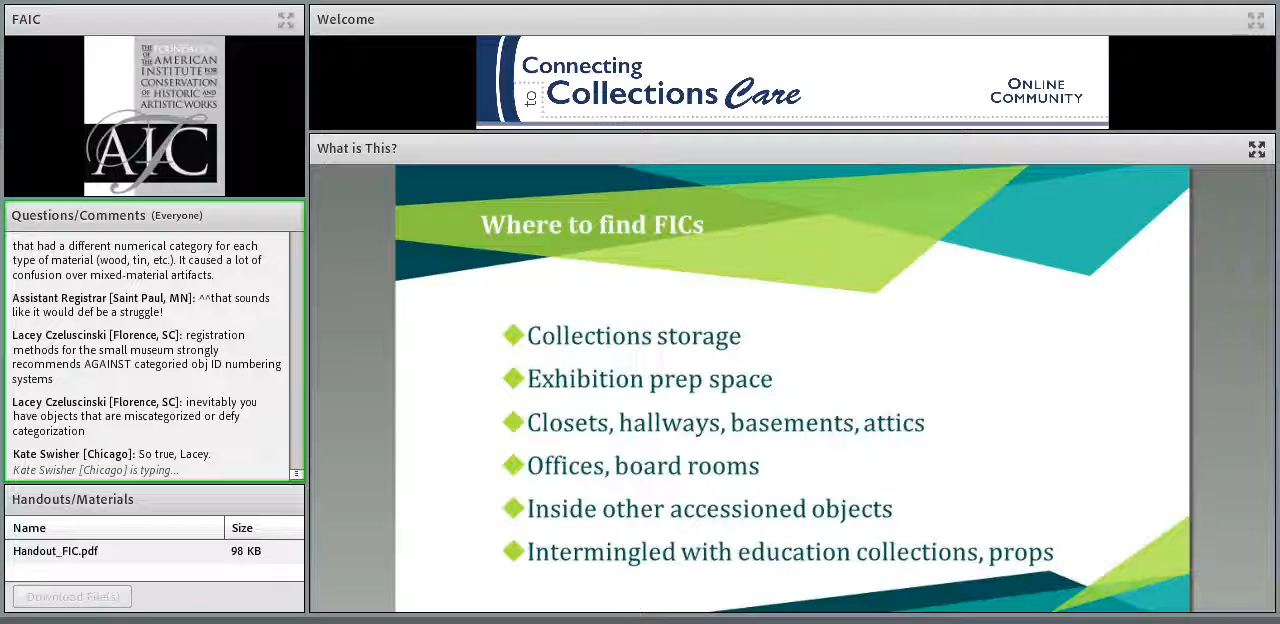 FAIC
THE FOUNDATION
OF THE AMERICAN
INSTITUTE FOR
CONSERVATION
OF HISTORIC AND
ARTISTIC WORKS
AIC
Questions/Comments (Everyone)
that had a different numerical category for each
type of material (wood, tin, etc.). It caused a lot of
confusion over mixed-material artifacts.
Assistant Registrar [Saint Paul, MN]: ^^that sounds
like it would def be a struggle!
Lacey Czeluscinski [Florence, SC]: registration
methods for the small museum strongly
recommends AGAINST categoried obj ID numbering
systems
Lacey Czeluscinski [Florence, SC]: inevitably you
have objects that are miscategorized or defy
categorization
Kate Swisher [Chicago]: So true, Lacey.
Kate Swisher [Chicago] is typing...
Handouts/Materials
Name Size
Handout_FIC.pdf 98 KB
Download File(s)
Welcome
Connecting
to Collections Care
ONLINE
COMMUNITY
What is This?
Where to find FICs
Collections storage
Exhibition prep space
Closets, hallways, basements, attics
Offices, board rooms
Inside other accessioned objects
Intermingled with education collections, props